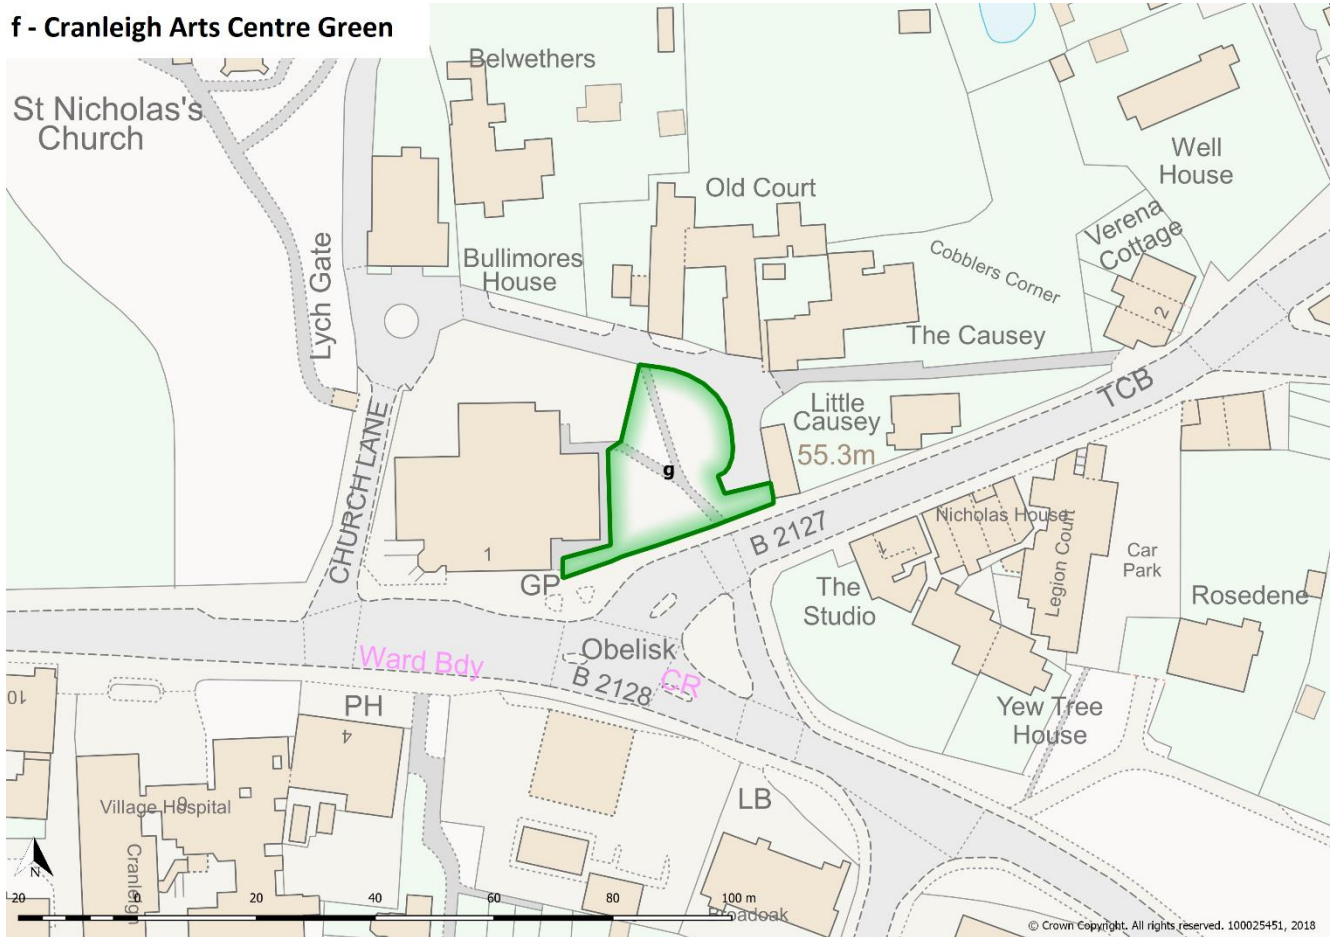 f - Cranleigh Arts Centre Green
Belwethers
St Nicholas's
Church
Well
House
Old Court
Verena
Cottage
Lych Gate
Bullimores
House
Cobblers Corner
2
The Causey
TCB
CHURCH LANE
Little
Causey
55.3m
g
B 2127
Nicholas House
1
1
Legion Court
Car
Park
GP
The
Studio
Rosedene
Obelisk
Ward Bdy
CR
B 2128
10
PH
4
Yew Tree
House
LB
Village Hospital
9
Cranleigh
N
20 0 20 40 60 80 100 m
Broadoak
© Crown Copyright. All rights reserved. 100025451, 2018